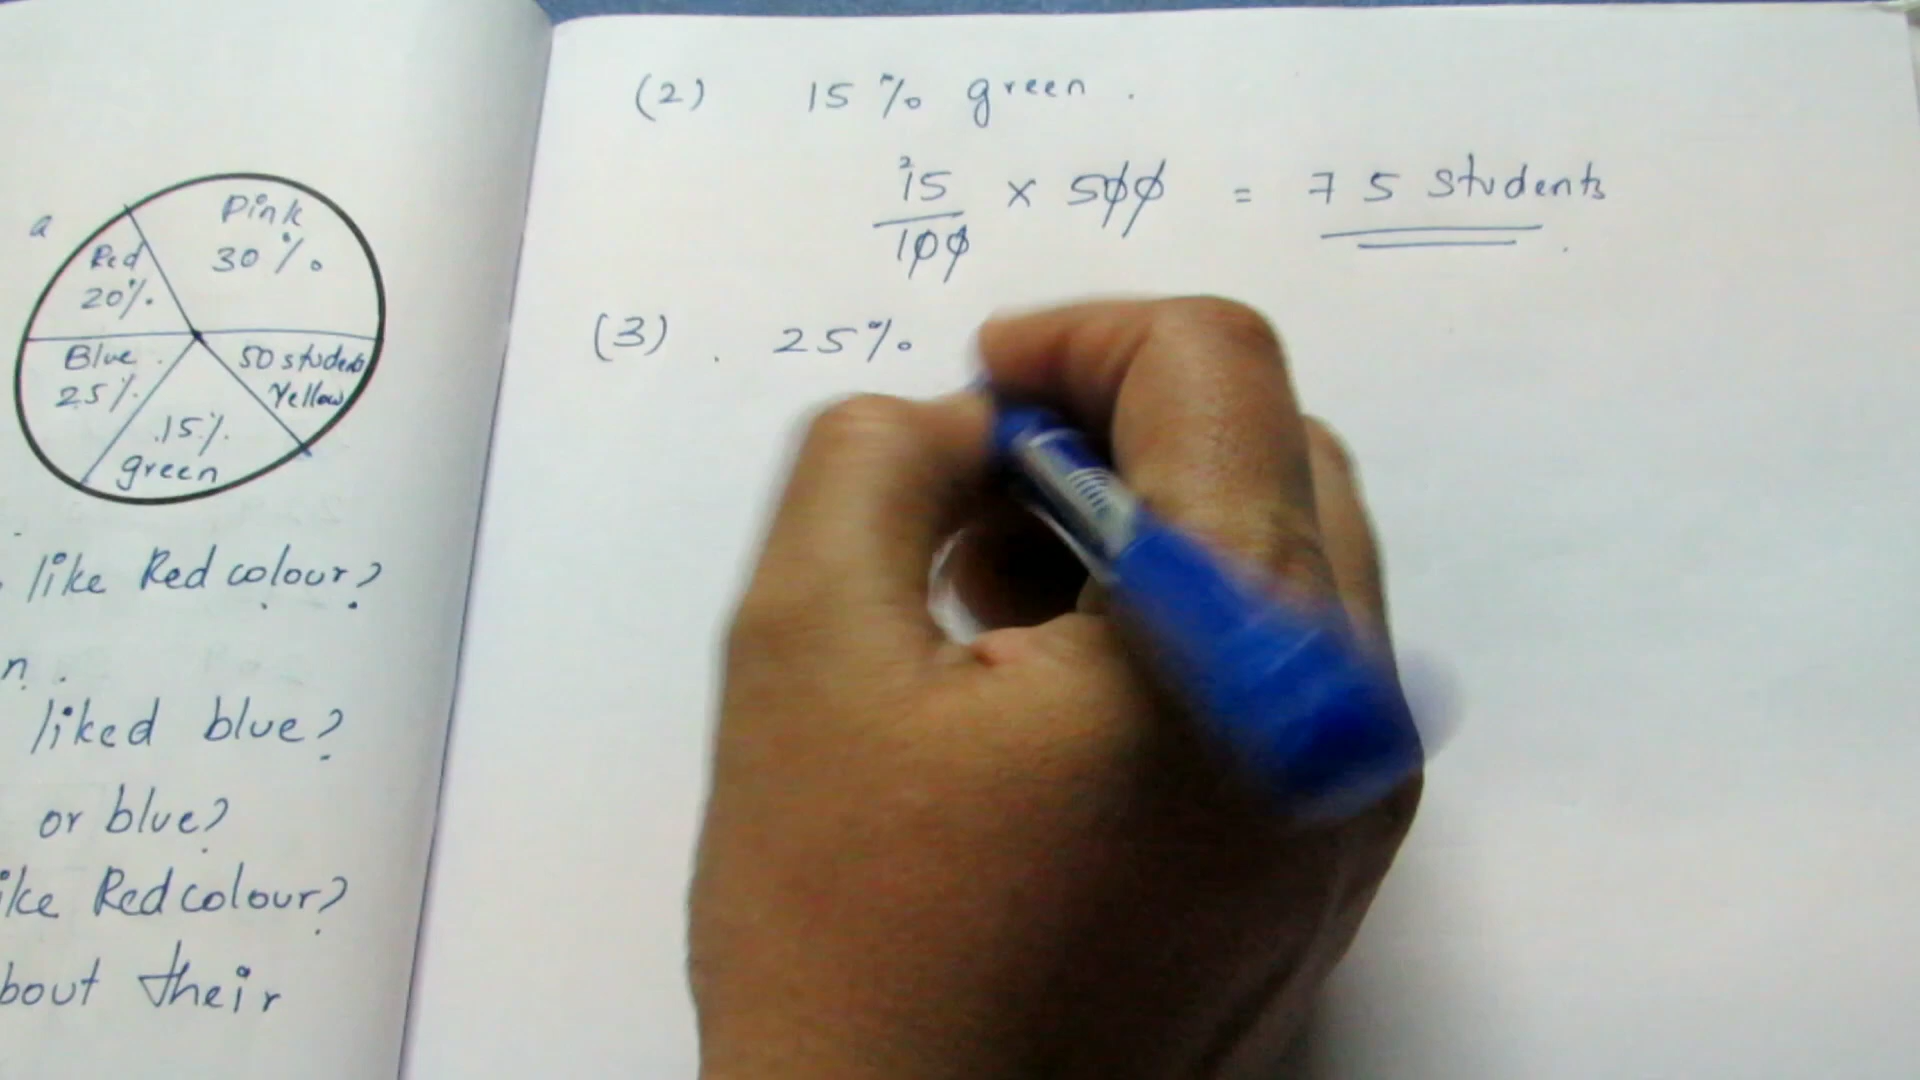 a
Pink
30%
Red
20%
Blue
25%
50 students
Yellow
15%
green
like Red colour?
n.
liked blue?
or blue?
ike Red colour?
bout their
(2) 15% green.
2
15
100
× 500 = 75 students
(3). 25%